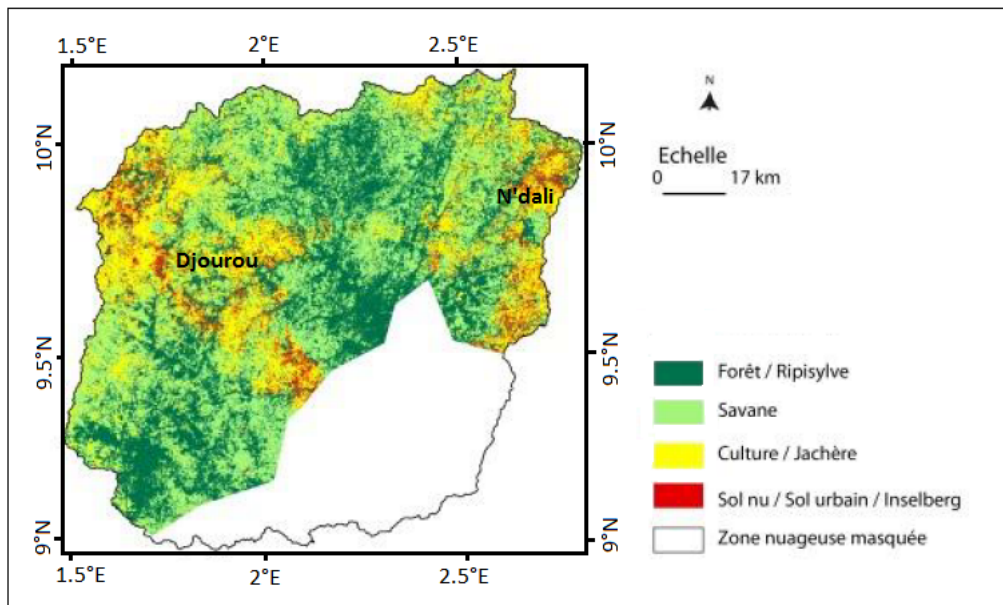 1.5°E 2°E 2.5°E
10°N 10°N
9.5°N 9.5°N
9°N 9°N
1.5°E 2°E 2.5°E
N'dali
Djourou
N
Echelle
0 17 km
Forêt / Ripisylve
Savane
Culture / Jachère
Sol nu / Sol urbain / Inselberg
Zone nuageuse masquée